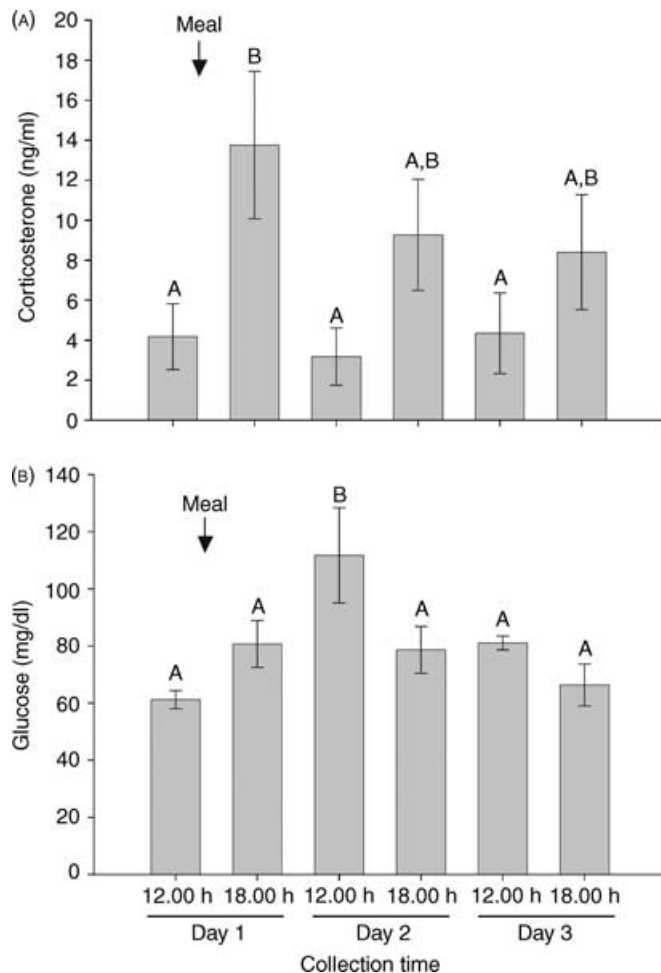 (A)
Meal
Corticosterone (ng/ml)
20
18
16
14
12
10
8
6
4
2
0
A
B
A
A,B
A
A,B
(B)
Meal
Glucose (mg/dl)
140
120
100
80
60
40
20
0
A
A
B
A
A
A
12.00 h 18.00 h 12.00 h 18.00 h 12.00 h 18.00 h
Day 1 Day 2 Day 3
Collection time